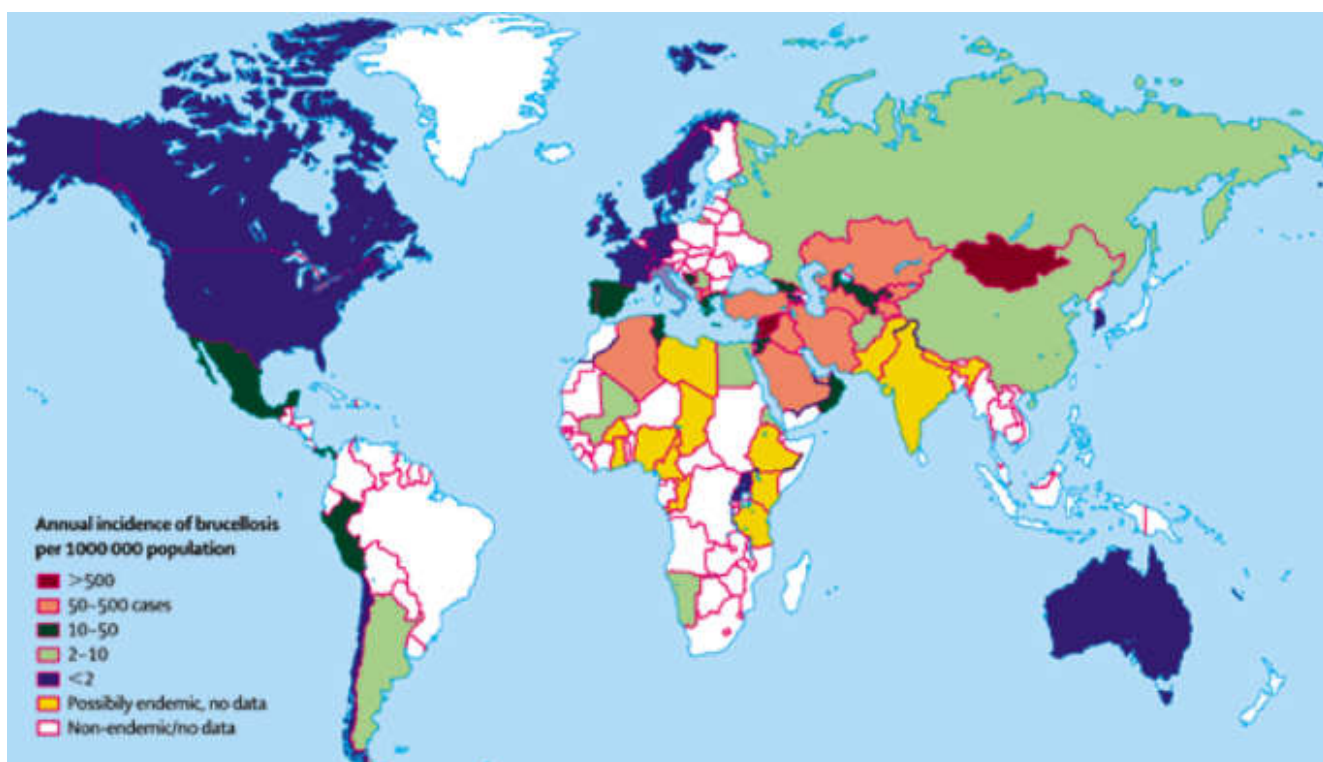 Annual incidence of brucellosis
per 1000 000 population
>500
50–500 cases
10–50
2–10
<2
Possibily endemic, no data
Non-endemic/no data